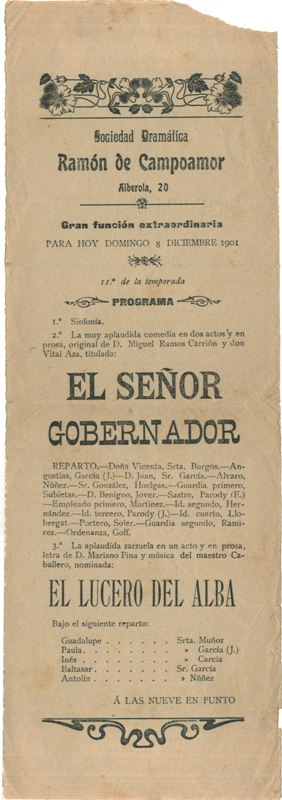 Sociedad Dramática
Ramón de Campoamor
Alberola, 20
Gran función extraordinaria
PARA HOY DOMINGO 8 DICIEMBRE 1901
11.ª de la temporada
PROGRAMA
1.º Sinfonía.
2.º La muy aplaudida comedia en dos actos y en
prosa, original de D. Miguel Ramos Carrión y don
Vital Aza, titulada:
EL SEÑOR
GOBERNADOR
REPARTO.—Doña Vicenta, Srta. Burgos.—An-
gustias, García (J.)—D. Juan, Sr. García.—Alvaro,
Núñez.—Sr. González, Huelgas.—Guardia primero,
Subietas.—D. Benigno, Jover.—Sastre, Parody (E.)
—Empleado primero, Martinez.—Id. segundo, Her-
nández.—Id. tercero, Parody (J.)—Id. cuarto, Llo-
bregat.—Portero, Soler.—Guardia segundo, Rami-
rez.—Ordenanza, Golf.
3.º La aplaudida zarzuela en un acto y en prosa,
letra de D. Mariano Pina y música del maestro Ca-
ballero, nominada:
EL LUCERO DEL ALBA
Bajo el siguiente reparto:
Guadalupe . . . . . . Srta. Muñoz
Paula. . . . . . . . » García (J.)
Inés . . . . . . . . » García
Baltasar . . . . . . Sr. García
Antolín . . . . . . . » Núñez
Á LAS NUEVE EN PUNTO